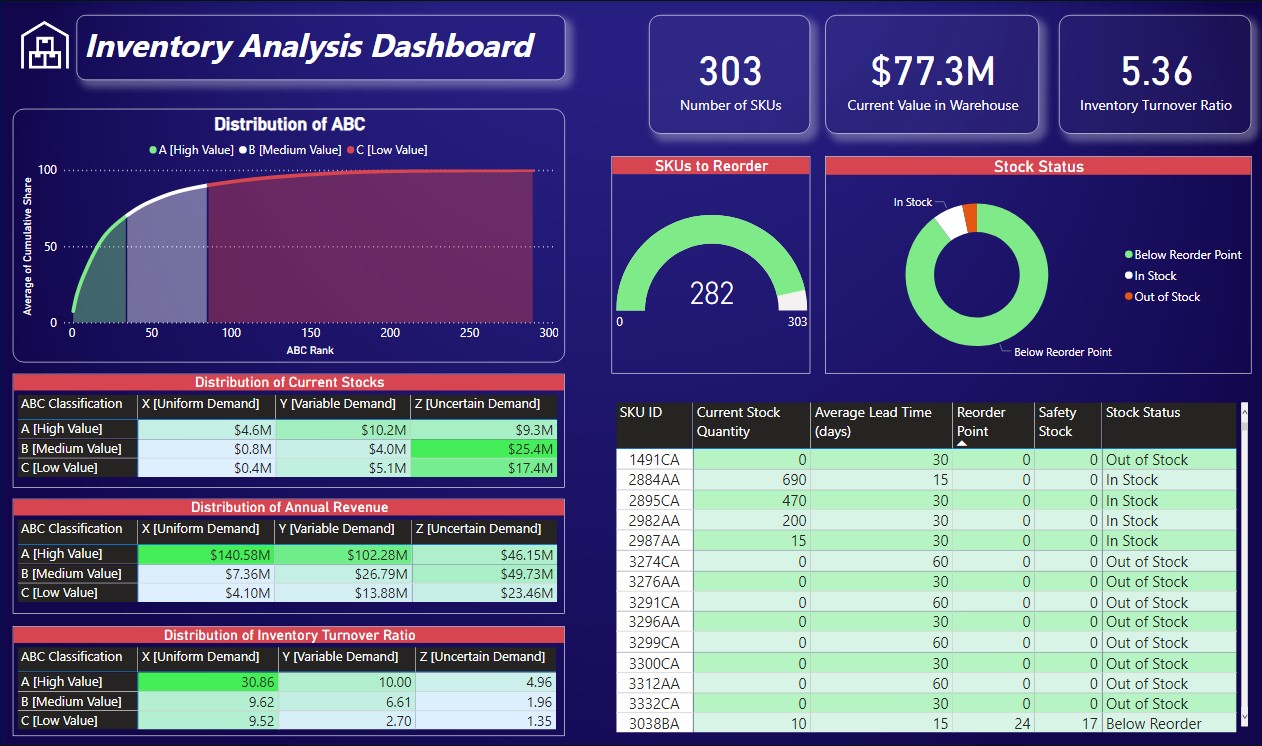 Inventory Analysis Dashboard
303
Number of SKUs
$77.3M
Current Value in Warehouse
5.36
Inventory Turnover Ratio
Distribution of ABC
A [High Value] B [Medium Value] C [Low Value]
Average of Cumulative Share
100
50
0
0 50 100 150 200 250 300
ABC Rank
SKUs to Reorder
282
0 303
Stock Status
In Stock
Below Reorder Point
Below Reorder Point
In Stock
Out of Stock
Distribution of Current Stocks
ABC Classification X [Uniform Demand] Y [Variable Demand] Z [Uncertain Demand]
A [High Value] $4.6M $10.2M $9.3M
B [Medium Value] $0.8M $4.0M $25.4M
C [Low Value] $0.4M $5.1M $17.4M
Distribution of Annual Revenue
ABC Classification X [Uniform Demand] Y [Variable Demand] Z [Uncertain Demand]
A [High Value] $140.58M $102.28M $46.15M
B [Medium Value] $7.36M $26.79M $49.73M
C [Low Value] $4.10M $13.88M $23.46M
Distribution of Inventory Turnover Ratio
ABC Classification X [Uniform Demand] Y [Variable Demand] Z [Uncertain Demand]
A [High Value] 30.86 10.00 4.96
B [Medium Value] 9.62 6.61 1.96
C [Low Value] 9.52 2.70 1.35
SKU ID Current Stock Average Lead Time Reorder Safety Stock Status
Quantity (days) Point Stock
1491CA 0 30 0 0 Out of Stock
2884AA 690 15 0 0 In Stock
2895CA 470 30 0 0 In Stock
2982AA 200 30 0 0 In Stock
2987AA 15 30 0 0 In Stock
3274CA 0 60 0 0 Out of Stock
3276AA 0 30 0 0 Out of Stock
3291CA 0 60 0 0 Out of Stock
3296AA 0 30 0 0 Out of Stock
3299CA 0 60 0 0 Out of Stock
3300CA 0 30 0 0 Out of Stock
3312AA 0 60 0 0 Out of Stock
3332CA 0 30 0 0 Out of Stock
3038BA 10 15 24 17 Below Reorder